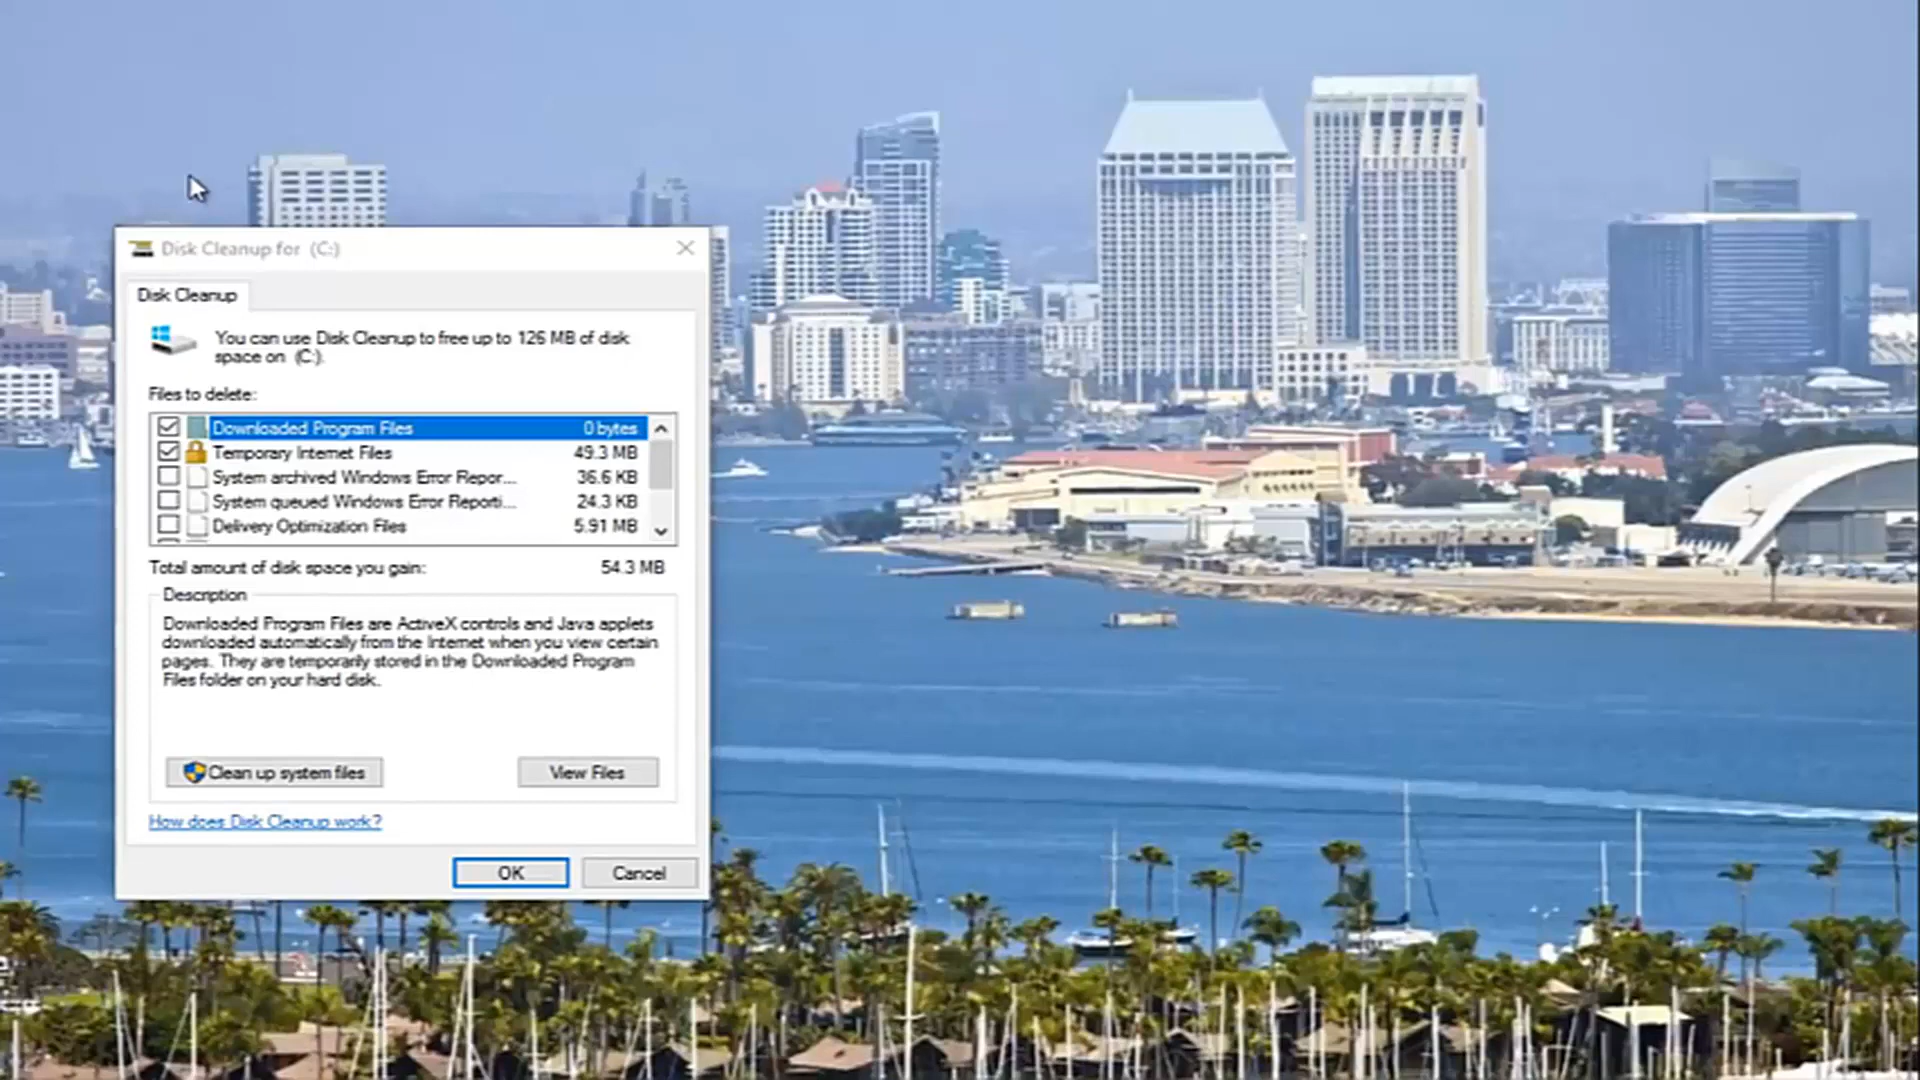 Disk Cleanup for (C:)
Disk Cleanup
You can use Disk Cleanup to free up to 126 MB of disk
space on (C:).
Files to delete:
Downloaded Program Files 0 bytes
Temporary Internet Files 49.3 MB
System archived Windows Error Repor... 36.6 KB
System queued Windows Error Reporti... 24.3 KB
Delivery Optimization Files 5.91 MB
Total amount of disk space you gain: 54.3 MB
Description
Downloaded Program Files are ActiveX controls and Java applets
downloaded automatically from the Internet when you view certain
pages. They are temporarily stored in the Downloaded Program
Files folder on your hard disk.
Clean up system files View Files
How does Disk Cleanup work?
OK Cancel